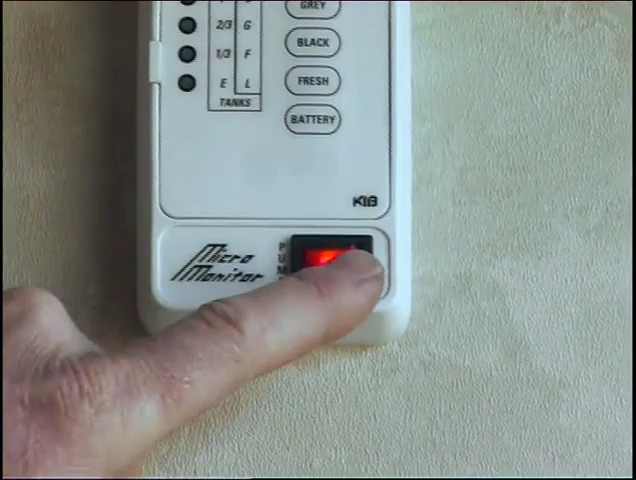 GREY
2/3 G
BLACK
1/3 F
E L
FRESH
TANKS
BATTERY
KIB
Micro
Monitor